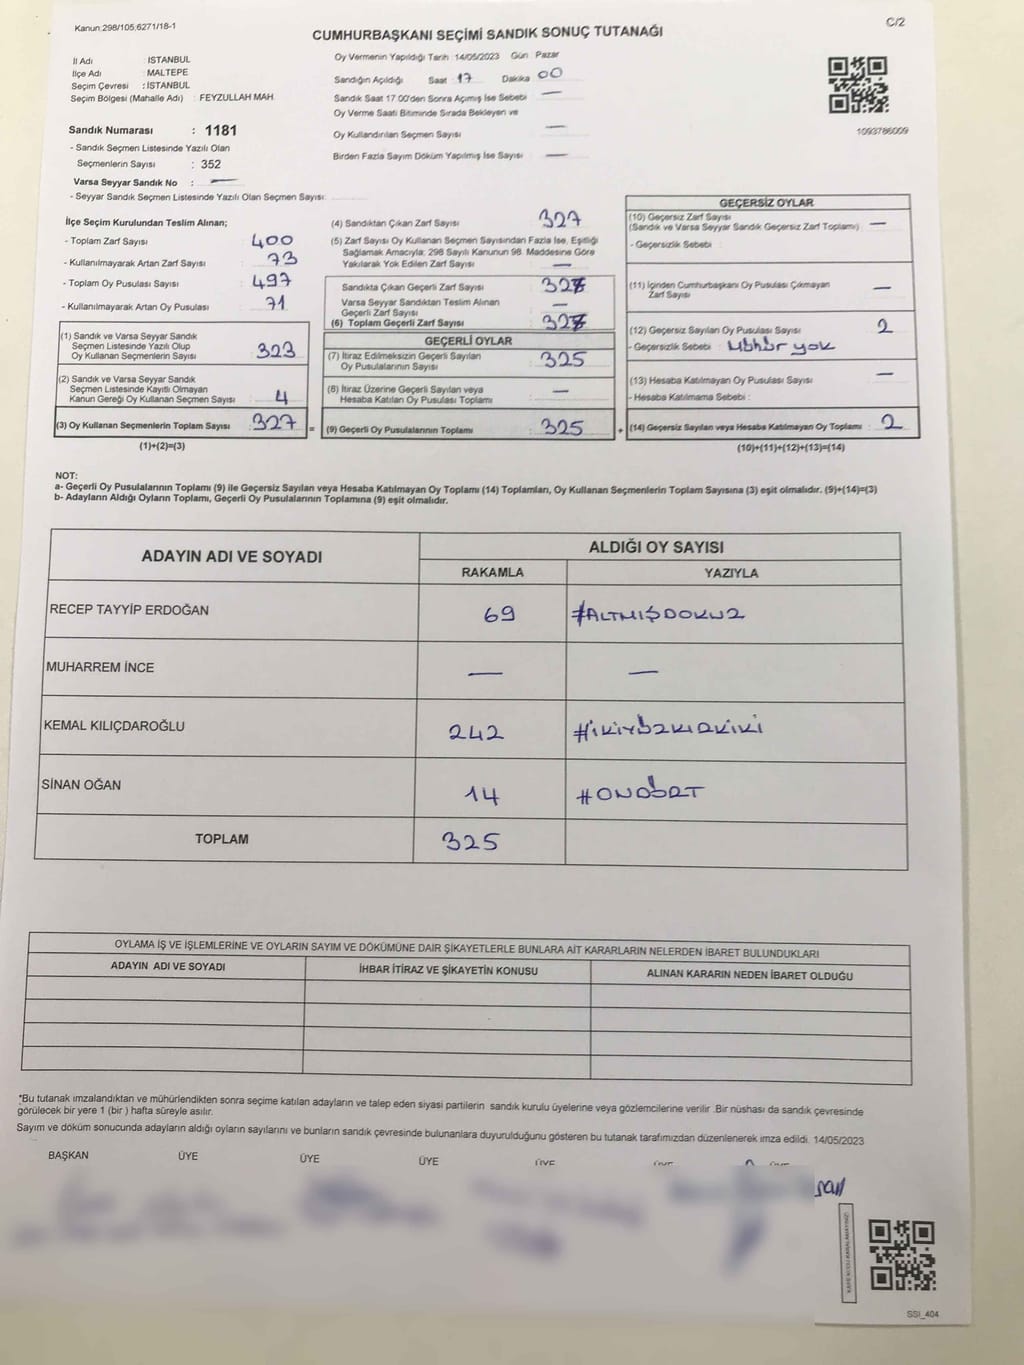 Kanun:298/105;6271/18-1
C/2
CUMHURBAŞKANI SEÇİMİ SANDIK SONUÇ TUTANAĞI
İl Adı : İSTANBUL
İlçe Adı : MALTEPE
Seçim Çevresi : İSTANBUL
Seçim Bölgesi (Mahalle Adı) : FEYZULLAH MAH.
Sandık Numarası : 1181
- Sandık Seçmen Listesinde Yazılı Olan
Seçmenlerin Sayısı : 352
Varsa Seyyar Sandık No : —
- Seyyar Sandık Seçmen Listesinde Yazılı Olan Seçmen Sayısı:
Oy Vermenin Yapıldığı Tarih :14/05/2023 Gün : Pazar
Sandığın Açıldığı Saat : 17 Dakika : 00
Sandık Saat 17.00'den Sonra Açımış İse Sebebi : —
Oy Verme Saati Bitiminde Sırada Bekleyen ve
Oy Kullandırılan Seçmen Sayısı : —
Birden Fazla Sayım Döküm Yapılmış İse Sayısı : —
1093786009
İlçe Seçim Kurulundan Teslim Alınan;
- Toplam Zarf Sayısı : 400
- Kullanılmayarak Artan Zarf Sayısı : 73
- Toplam Oy Pusulası Sayısı : 497
- Kullanılmayarak Artan Oy Pusulası : 71
(1) Sandık ve Varsa Seyyar Sandık
Seçmen Listesinde Yazılı Olup
Oy Kullanan Seçmenlerin Sayısı : 323
(2) Sandık ve Varsa Seyyar Sandık
Seçmen Listesinde Kayıtlı Olmayan
Kanun Gereği Oy Kullanan Seçmen Sayısı : 4
(3) Oy Kullanan Seçmenlerin Toplam Sayısı : 327
(1)+(2)=(3)
(4) Sandıktan Çıkan Zarf Sayısı : 327
(5) Zarf Sayısı Oy Kullanan Seçmen Sayısından Fazla İse, Eşitliği
Sağlamak Amacıyla; 298 Sayılı Kanunun 98. Maddesine Göre
Yakılarak Yok Edilen Zarf Sayısı : —
Sandıkta Çıkan Geçerli Zarf Sayısı : 327
Varsa Seyyar Sandıktan Teslim Alınan
Geçerli Zarf Sayısı : —
(6) Toplam Geçerli Zarf Sayısı : 327
GEÇERLİ OYLAR
(7) İtiraz Edilmeksizin Geçerli Sayılan
Oy Pusulalarının Sayısı : 325
(8) İtiraz Üzerine Geçerli Sayılan veya
Hesaba Katılan Oy Pusulası Toplamı : —
= (9) Geçerli Oy Pusulalarının Toplamı : 325
GEÇERSİZ OYLAR
(10) Geçersiz Zarf Sayısı
(Sandık ve Varsa Seyyar Sandık Geçersiz Zarf Toplamı) : —
- Geçersizlik Sebebi :
(11) İçinden Cumhurbaşkanı Oy Pusulası Çıkmayan
Zarf Sayısı : —
(12) Geçersiz Sayılan Oy Pusulası Sayısı : 2
- Geçersizlik Sebebi : Mühür yok
(13) Hesaba Katılmayan Oy Pusulası Sayısı : —
- Hesaba Katılmama Sebebi :
+ (14) Geçersiz Sayılan veya Hesaba Katılmayan Oy Toplamı : 2
(10)+(11)+(12)+(13)=(14)
NOT:
a- Geçerli Oy Pusulalarının Toplamı (9) ile Geçersiz Sayılan veya Hesaba Katılmayan Oy Toplamı (14) Toplamları, Oy Kullanan Seçmenlerin Toplam Sayısına (3) eşit olmalıdır. (9)+(14)=(3)
b- Adayların Aldığı Oyların Toplamı, Geçerli Oy Pusulalarının Toplamına (9) eşit olmalıdır.
ADAYIN ADI VE SOYADI
ALDIĞI OY SAYISI
RAKAMLA YAZIYLA
RECEP TAYYİP ERDOĞAN 69 #ALTMIŞDOKUZ
MUHARREM İNCE — —
KEMAL KILIÇDAROĞLU 242 #İKİYÜZKIRKİKİ
SİNAN OĞAN 14 #ONDÖRT
TOPLAM 325
OYLAMA İŞ VE İŞLEMLERİNE VE OYLARIN SAYIM VE DÖKÜMÜNE DAİR ŞİKAYETLERLE BUNLARA AİT KARARLARIN NELERDEN İBARET BULUNDUKLARI
ADAYIN ADI VE SOYADI İHBAR İTİRAZ VE ŞİKAYETİN KONUSU ALINAN KARARIN NEDEN İBARET OLDUĞU
*Bu tutanak imzalandıktan ve mühürlendikten sonra seçime katılan adayların ve talep eden siyasi partilerin sandık kurulu üyelerine veya gözlemcilerine verilir. Bir nüshası da sandık çevresinde
görülecek bir yere 1 (bir ) hafta süreyle asılır.
Sayım ve döküm sonucunda adayların aldığı oyların sayılarını ve bunların sandık çevresinde bulunanlara duyurulduğunu gösteren bu tutanak tarafımızdan düzenlenerek imza edildi. 14/05/2023
BAŞKAN ÜYE ÜYE ÜYE ÜYE ÜYE ÜYE
KARE KODU KARALAMAYINIZ!
SSI_404